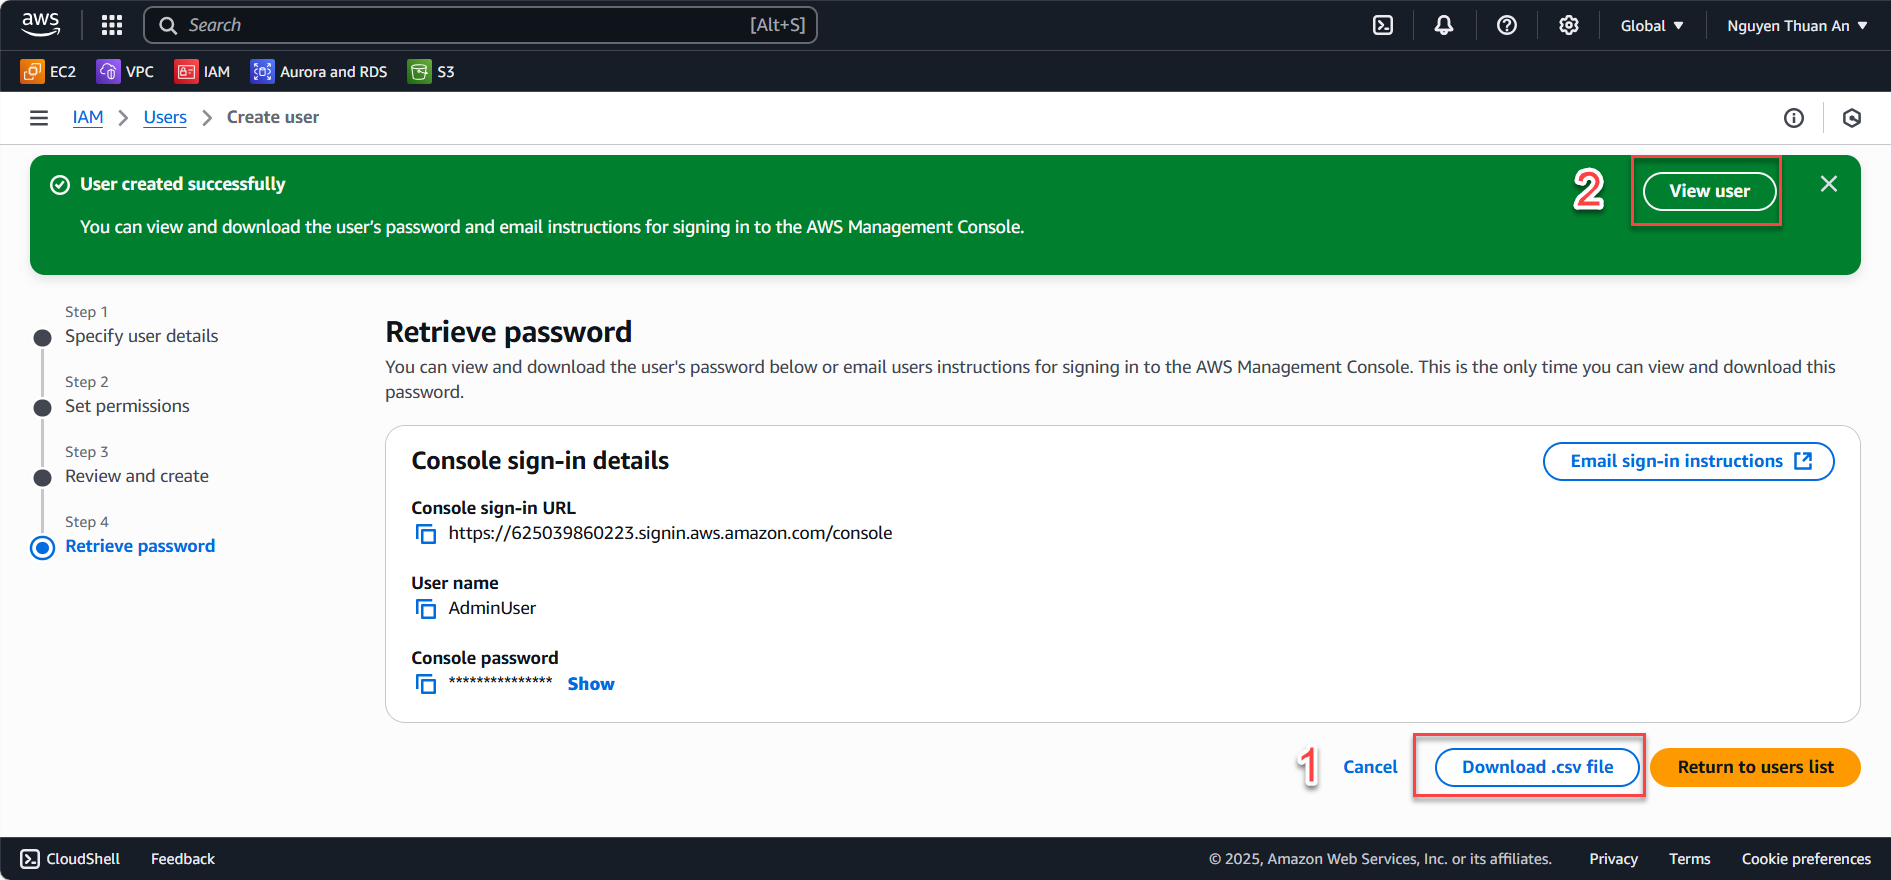 aws
Search [Alt+S]
Global
Nguyen Thuan An
EC2 VPC IAM Aurora and RDS S3
IAM Users Create user
User created successfully
2
View user
You can view and download the user's password and email instructions for signing in to the AWS Management Console.
Step 1
Specify user details
Step 2
Set permissions
Step 3
Review and create
Step 4
Retrieve password
Retrieve password
You can view and download the user's password below or email users instructions for signing in to the AWS Management Console. This is the only time you can view and download this
password.
Console sign-in details
Email sign-in instructions
Console sign-in URL
https://625039860223.signin.aws.amazon.com/console
User name
AdminUser
Console password
*************** Show
1
Cancel
Download .csv file
Return to users list
CloudShell Feedback
© 2025, Amazon Web Services, Inc. or its affiliates. Privacy Terms Cookie preferences